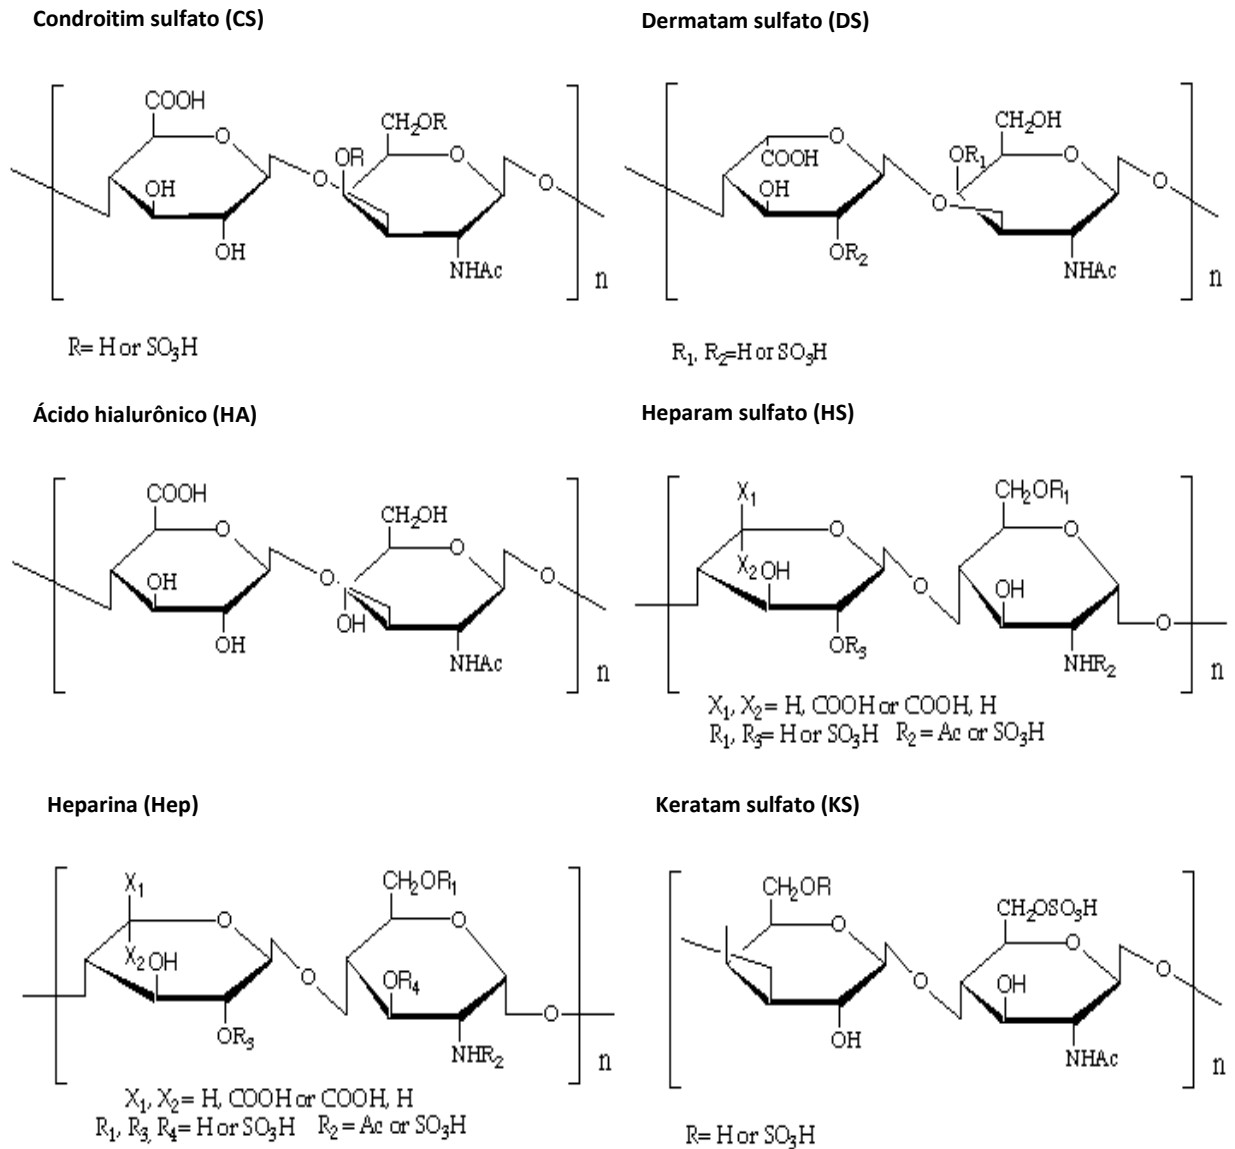 Condroitim sulfato (CS)
COOH
O
CH₂OR
OR
O
OH
O
O
OH
NHAc
n
R= H or SO₃H
Dermatam sulfato (DS)
O
CH₂OH
COOH
OR₁
O
OH
O
O
OR₂
NHAc
n
R₁, R₂=H or SO₃H
Ácido hialurônico (HA)
COOH
O
CH₂OH
O
OH
O
O
OH
OH
NHAc
n
Heparam sulfato (HS)
X₁
CH₂OR₁
O
O
X₂
OH
O
OH
O
OR₃
NHR₂
n
X₁, X₂= H, COOH or COOH, H
R₁, R₃= H or SO₃H R₂= Ac or SO₃H
Heparina (Hep)
X₁
CH₂OR₁
O
O
X₂
OH
O
OR₄
O
OR₃
NHR₂
n
X₁, X₂= H, COOH or COOH, H
R₁, R₃, R₄= H or SO₃H R₂= Ac or SO₃H
Keratam sulfato (KS)
CH₂OR
O
CH₂OSO₃H
O
O
OH
O
OH
NHAc
n
R= H or SO₃H